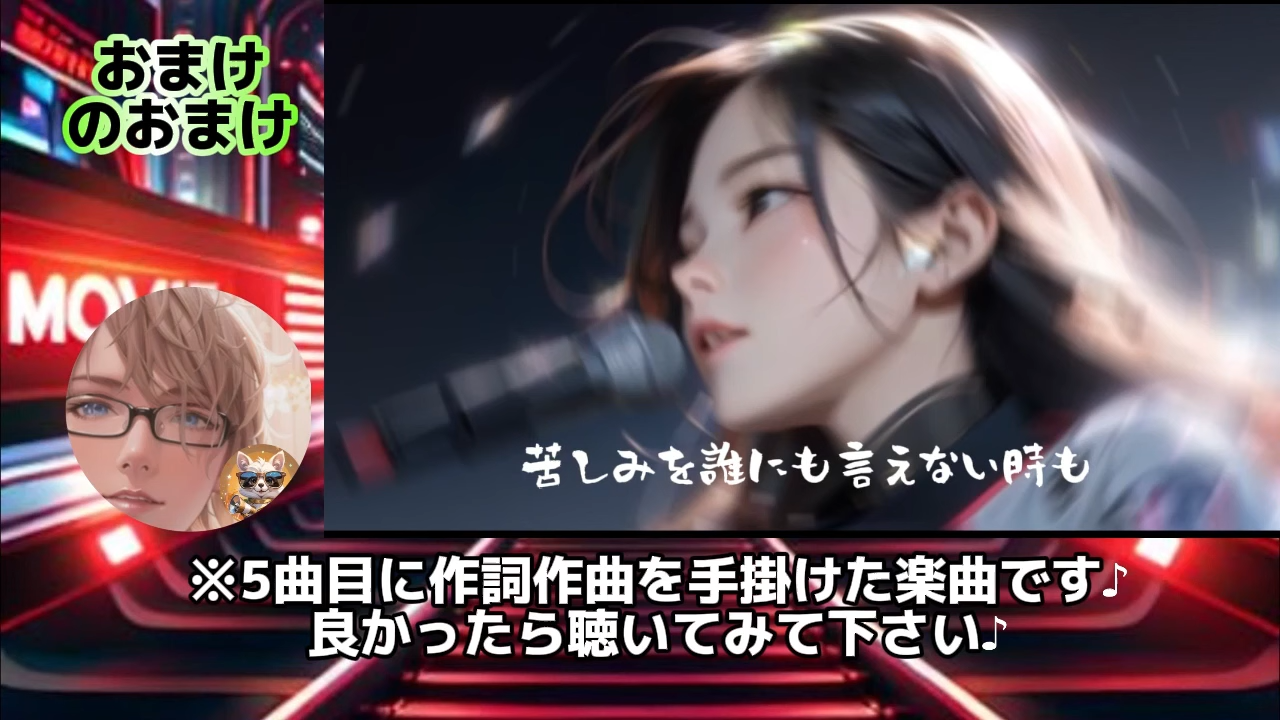 おまけ
のおまけ
MOVIE
苦しみを誰にも言えない時も
※5曲目に作詞作曲を手掛けた楽曲です♪
良かったら聴いてみて下さい♪